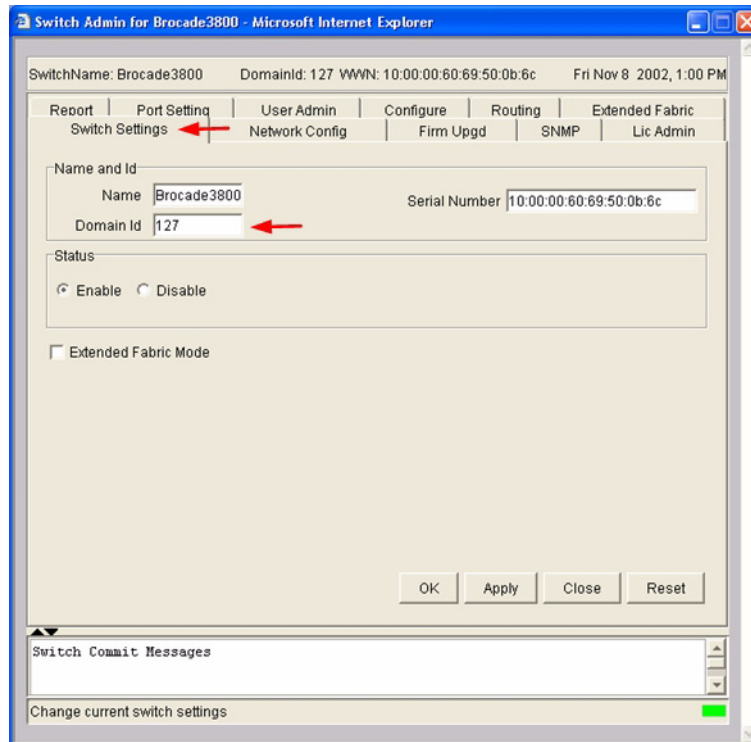 Switch Admin for Brocade3800 - Microsoft Internet Explorer
SwitchName: Brocade3800 DomainId: 127 WWN: 10:00:00:60:69:50:0b:6c Fri Nov 8 2002, 1:00 PM
Report Port Setting User Admin Configure Routing Extended Fabric
Switch Settings Network Config Firm Upgd SNMP Lic Admin
Name and Id
Name Brocade3800 Serial Number 10:00:00:60:69:50:0b:6c
Domain Id 127
Status
Enable Disable
Extended Fabric Mode
OK Apply Close Reset
Switch Commit Messages
Change current switch settings